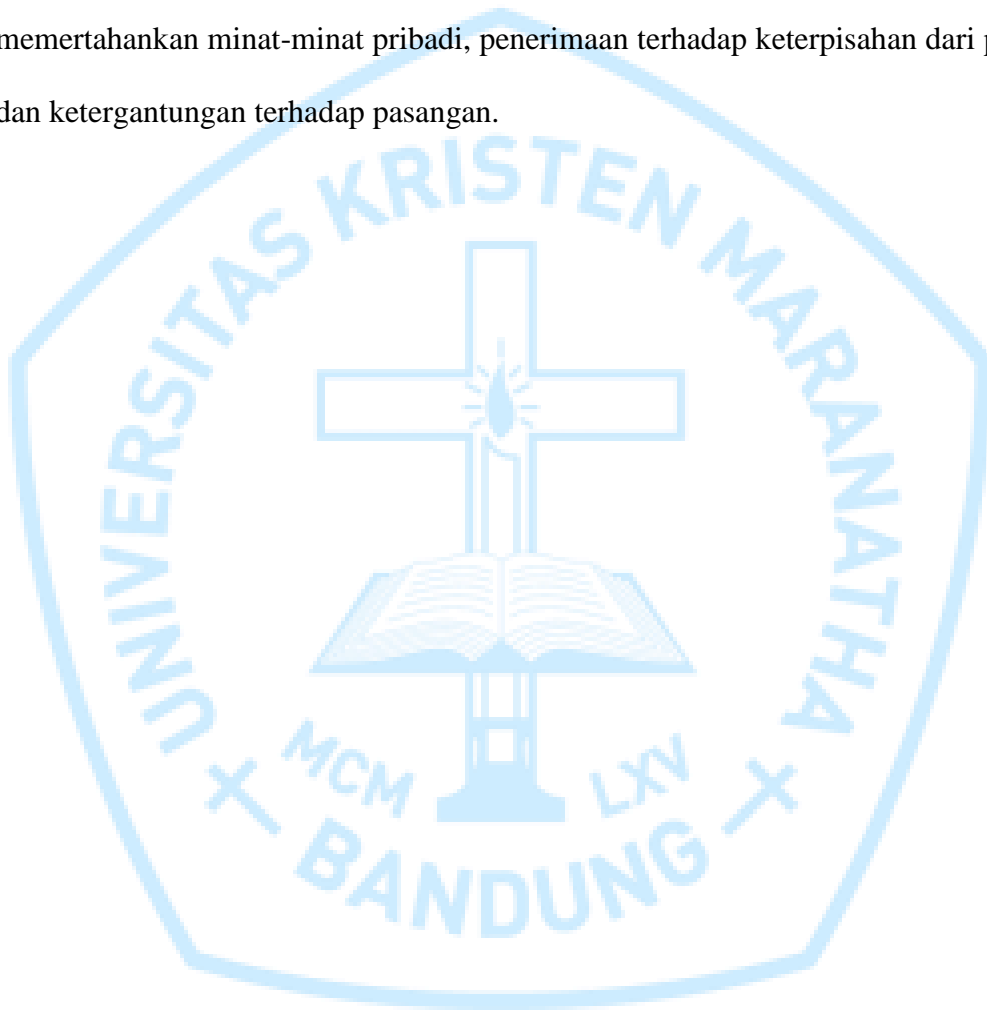 memertahankan minat-minat pribadi, penerimaan terhadap keterpisahan dari
dan ketergantungan terhadap pasangan.
UNIVERSITAS KRISTEN MARANATHA
MCM LXV
BANDUNG